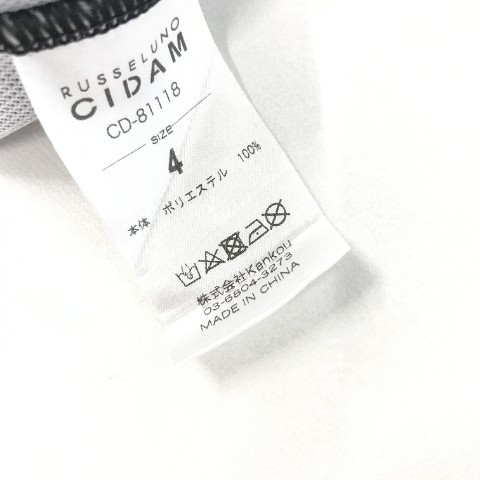 RUSSELUNO
CIDAM
CD-81118
SIZE
4
本体 ポリエステル 100%
株式会社Kankou
03-6804-3273
MADE IN CHINA